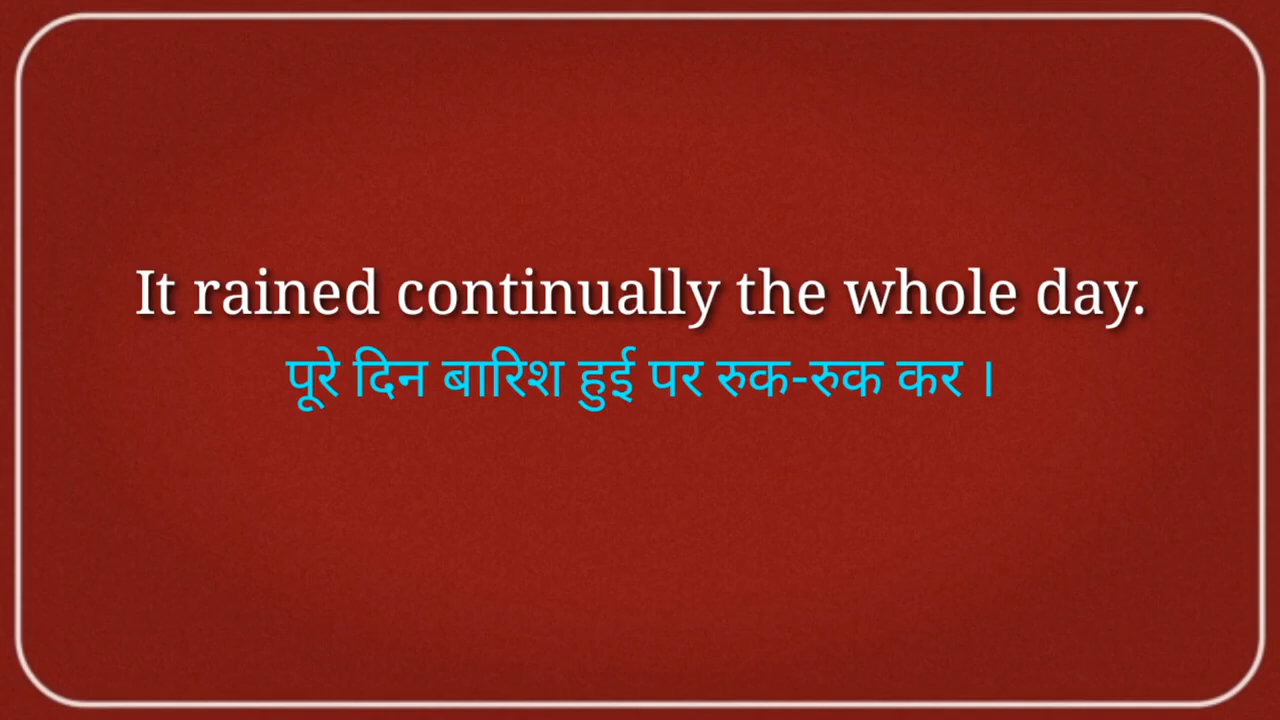 It rained continually the whole day.
पूरे दिन बारिश हुई पर रुक-रुक कर ।